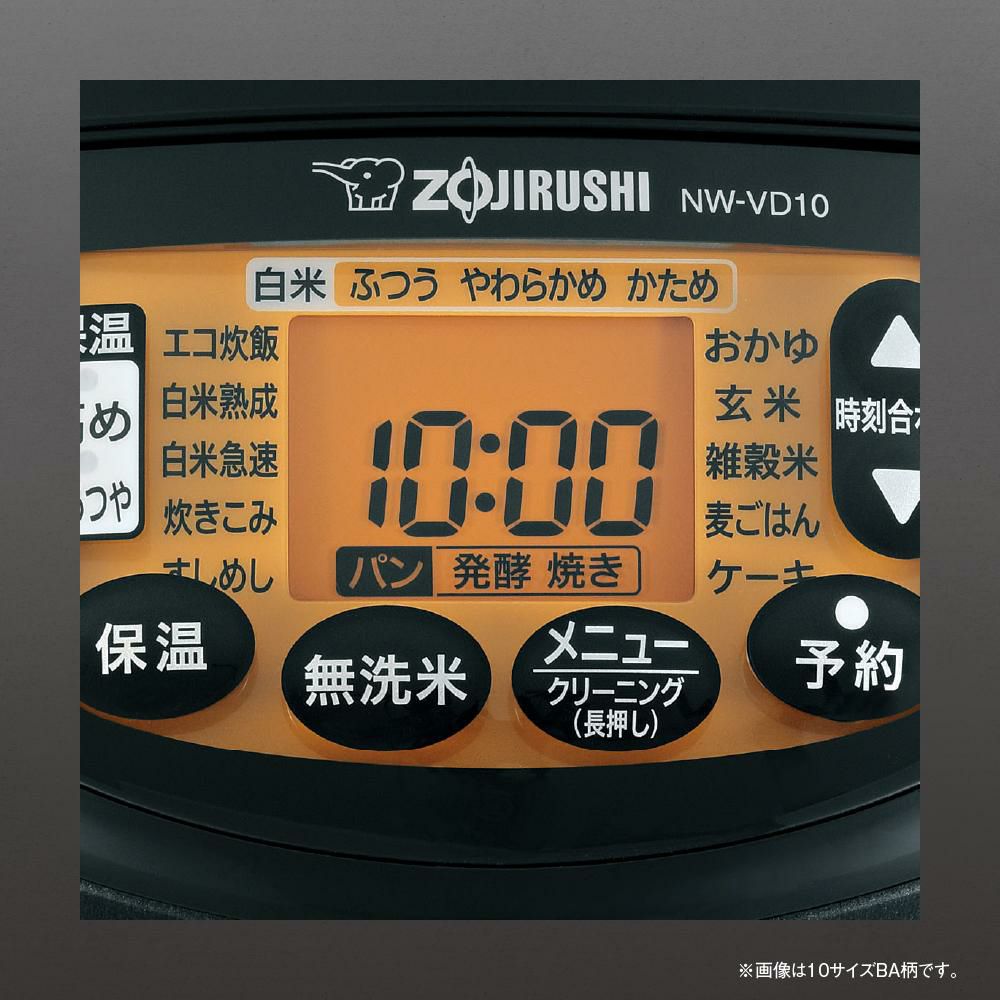 ZOJIRUSHI NW-VD10
白米 ふつう やわらかめ かため
保温
エコ炊飯
白米熟成
白米急速
炊きこみ
すしめし
10:00
パン 発酵 焼き
おかゆ
玄米
雑穀米
麦ごはん
ケーキ
時刻合
保温
無洗米
メニュー
クリーニング
(長押し)
予約
※画像は10サイズBA柄です。